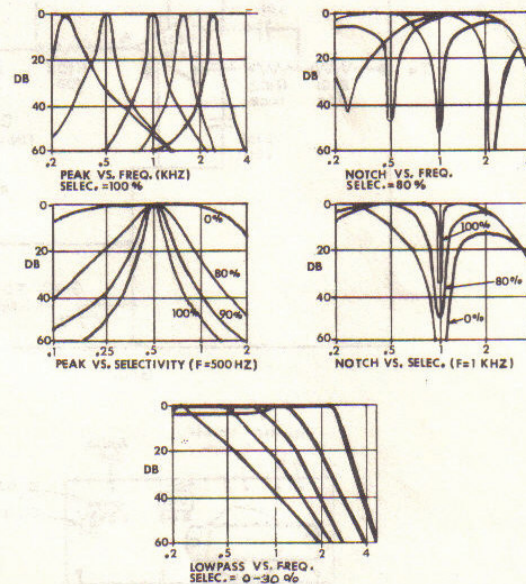 0
20
DB
40
60
.2 .5 1 2 4
PEAK VS. FREQ. (KHZ)
SELEC. = 100%
0
20
DB
40
60
.2 .5 1 2
NOTCH VS. FREQ.
SELEC. = 80%
0
20
DB
40
60
0%
80%
90%
100%
.1 .25 .5 1 2
PEAK VS. SELECTIVITY (F=500 HZ)
0
20
DB
40
60
100%
80%
0%
.2 .5 1 2
NOTCH VS. SELEC. (F=1 KHZ)
0
20
DB
40
60
.2 .5 1 2 4
LOWPASS VS. FREQ.
SELEC. = 0-30%